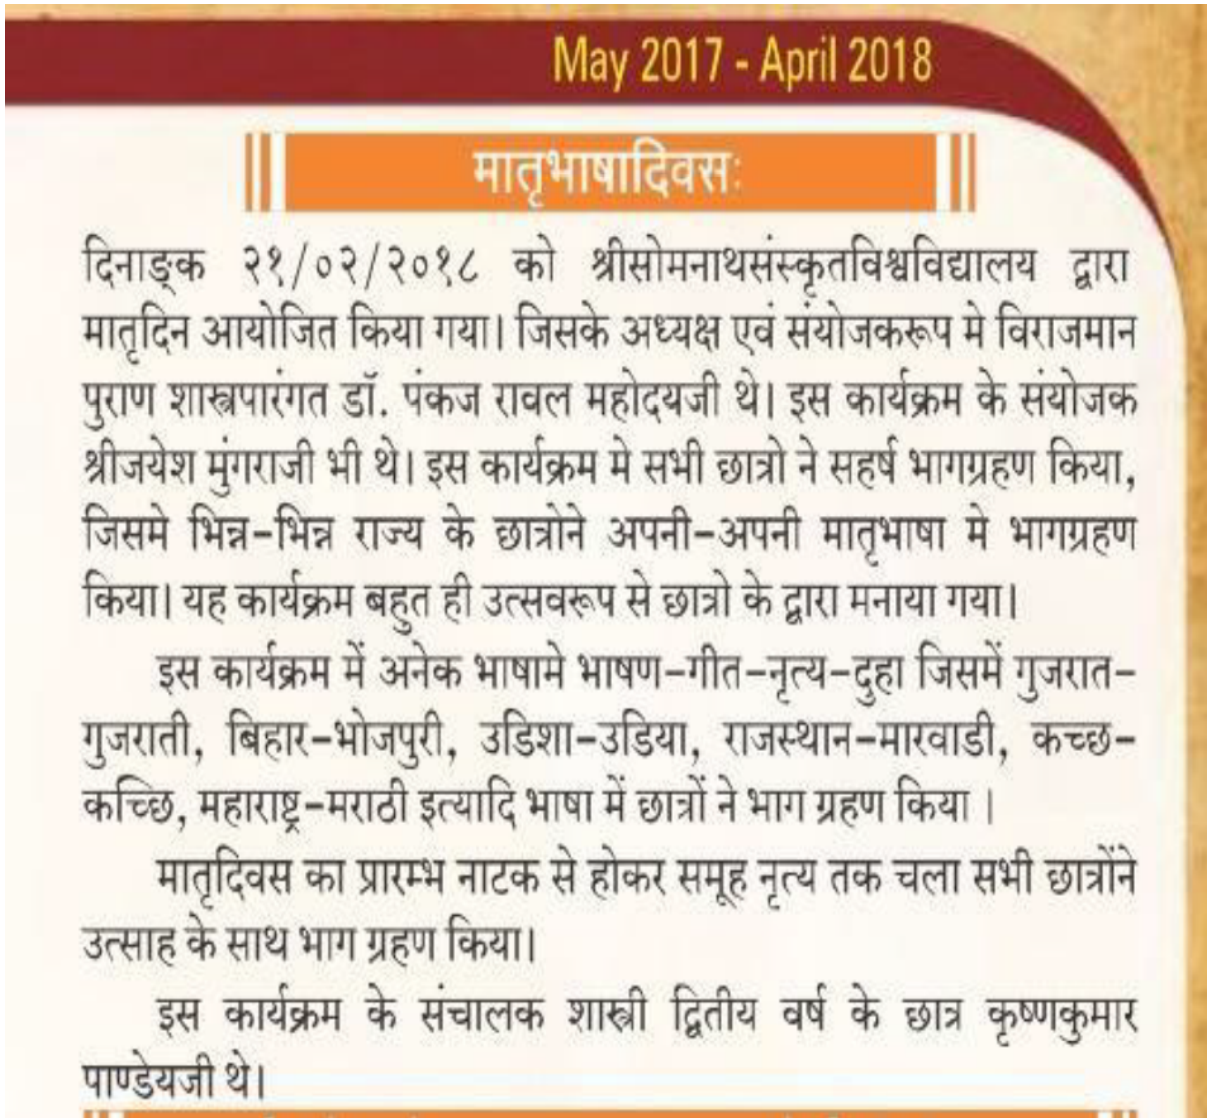 May 2017 - April 2018
मातृभाषादिवसः
दिनाङ्क २१/०२/२०१८ को श्रीसोमनाथसंस्कृतविश्वविद्यालय द्वारा
मातृदिन आयोजित किया गया। जिसके अध्यक्ष एवं संयोजकरूप मे विराजमान
पुराण शास्त्रपारंगत डॉ. पंकज रावल महोदयजी थे। इस कार्यक्रम के संयोजक
श्रीजयेश मुंगराजी भी थे। इस कार्यक्रम मे सभी छात्रो ने सहर्ष भागग्रहण किया,
जिसमे भिन्न-भिन्न राज्य के छात्रोने अपनी-अपनी मातृभाषा मे भागग्रहण
किया। यह कार्यक्रम बहुत ही उत्सवरूप से छात्रो के द्वारा मनाया गया।
इस कार्यक्रम में अनेक भाषामे भाषण-गीत-नृत्य-दुहा जिसमें गुजरात-
गुजराती, बिहार-भोजपुरी, उडिशा-उडिया, राजस्थान-मारवाडी, कच्छ-
कच्छि, महाराष्ट्र-मराठी इत्यादि भाषा में छात्रों ने भाग ग्रहण किया ।
मातृदिवस का प्रारम्भ नाटक से होकर समूह नृत्य तक चला सभी छात्रोंने
उत्साह के साथ भाग ग्रहण किया।
इस कार्यक्रम के संचालक शास्त्री द्वितीय वर्ष के छात्र कृष्णकुमार
पाण्डेयजी थे।